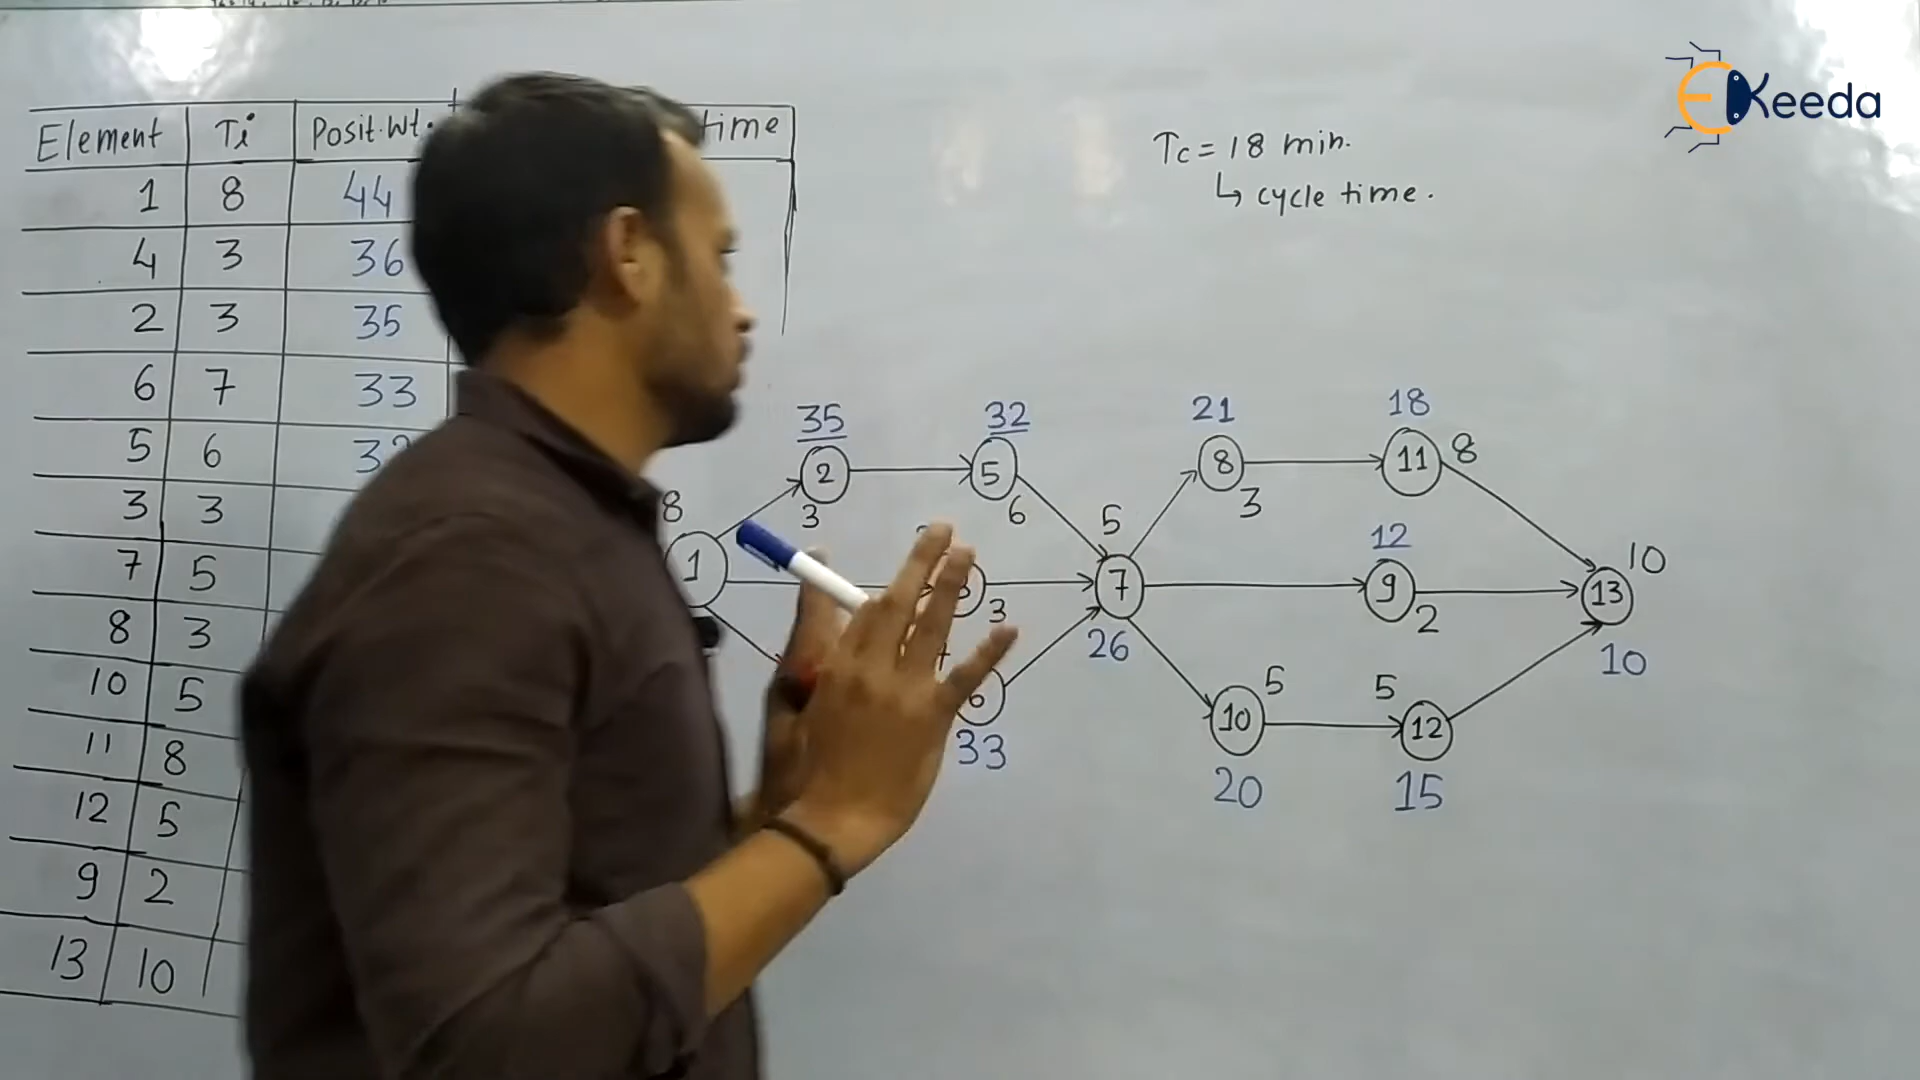 Element Ti Posit.Wt. time
1 8 44
4 3 36
2 3 35
6 7 33
5 6
3 3
7 5
8 3
10 5
11 8
12 5
9 2
13 10
EKeeda
Tc = 18 min.
↳ cycle time.
35 32 21 18
2 5 8 11 8
8 3 6 5 3 12 10
1 3 7 9 2 13
26 10
6 5 5
33 10 12
20 15